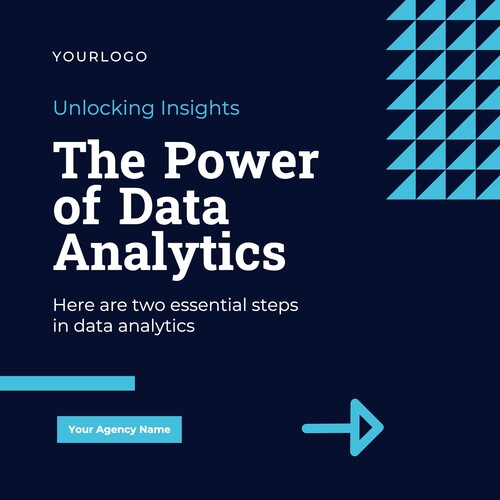 YOURLOGO
Unlocking Insights
The Power
of Data
Analytics
Here are two essential steps
in data analytics
Your Agency Name